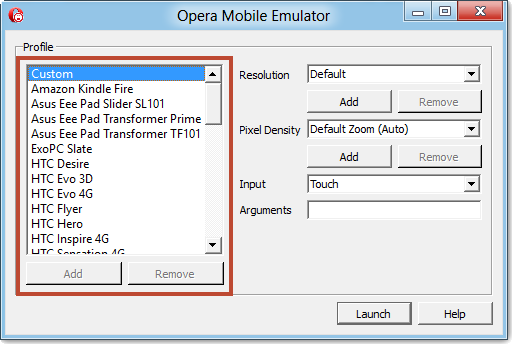 Opera Mobile Emulator
Profile
Custom
Amazon Kindle Fire
Asus Eee Pad Slider SL101
Asus Eee Pad Transformer Prime
Asus Eee Pad Transformer TF101
ExoPC Slate
HTC Desire
HTC Evo 3D
HTC Evo 4G
HTC Flyer
HTC Hero
HTC Inspire 4G
HTC Sensation 4G
Add Remove
Resolution Default
Add Remove
Pixel Density Default Zoom (Auto)
Add Remove
Input Touch
Arguments
Launch Help